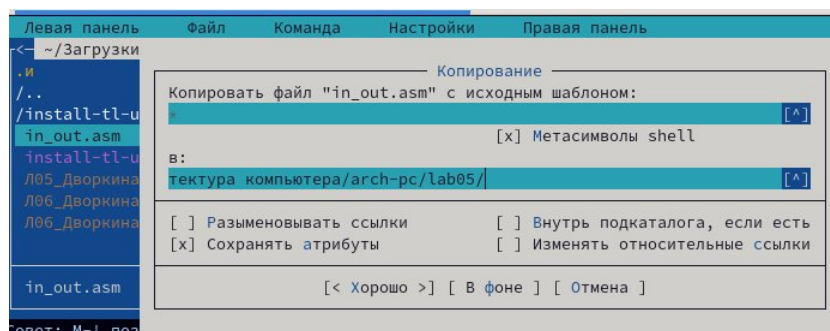 Левая панель Файл Команда Настройки Правая панель
<─ ~/Загрузки
.и
/..
/install-tl-u
in_out.asm
install-tl-u
Л05_Дворкина
Л06_Дворкина
Л06_Дворкина
in_out.asm
Копирование
Копировать файл "in_out.asm" с исходным шаблоном:
* [^]
[x] Метасимволы shell
в:
тектура компьютера/arch-pc/lab05/ [^]
[ ] Разыменовывать ссылки [ ] Внутрь подкаталога, если есть
[x] Сохранять атрибуты [ ] Изменять относительные ссылки
[< Хорошо >] [ В фоне ] [ Отмена ]